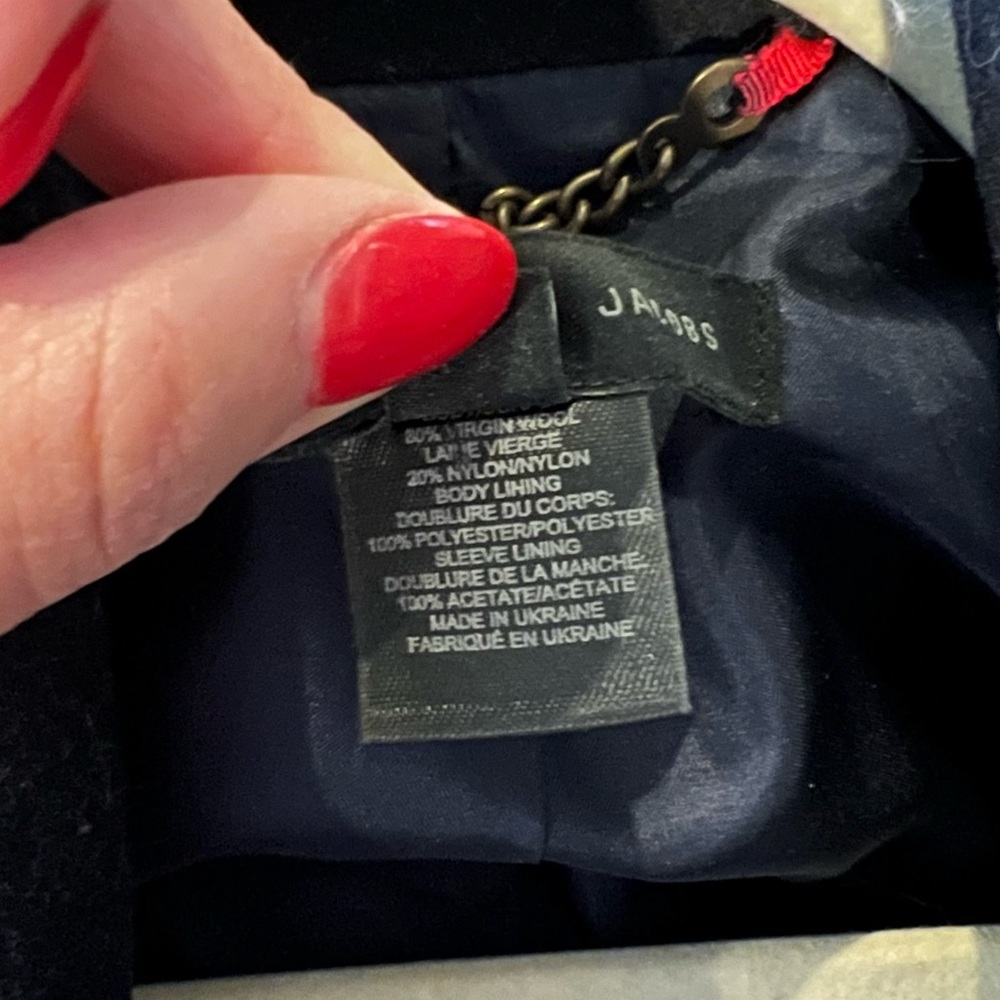 JACOBS
80% VIRGIN WOOL
LAINE VIERGE
20% NYLON/NYLON
BODY LINING
DOUBLURE DU CORPS:
100% POLYESTER/POLYESTER
SLEEVE LINING
DOUBLURE DE LA MANCHE:
100% ACETATE/ACÉTATE
MADE IN UKRAINE
FABRIQUÉ EN UKRAINE